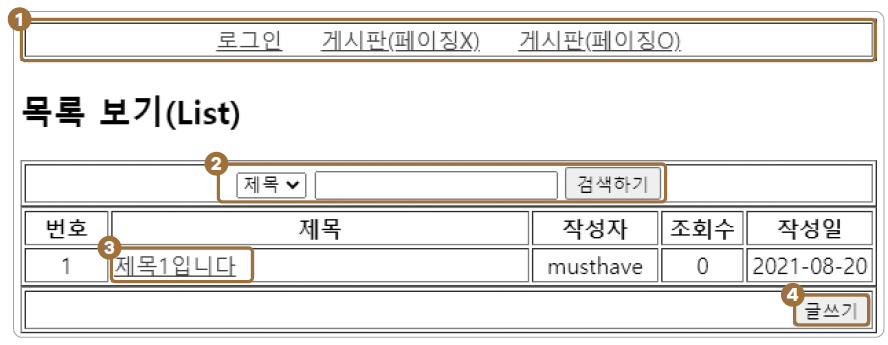 1
로그인 게시판(페이징X) 게시판(페이징O)
목록 보기(List)
2
제목 검색하기
번호 제목 작성자 조회수 작성일
3
1 제목1입니다 musthave 0 2021-08-20
4
글쓰기